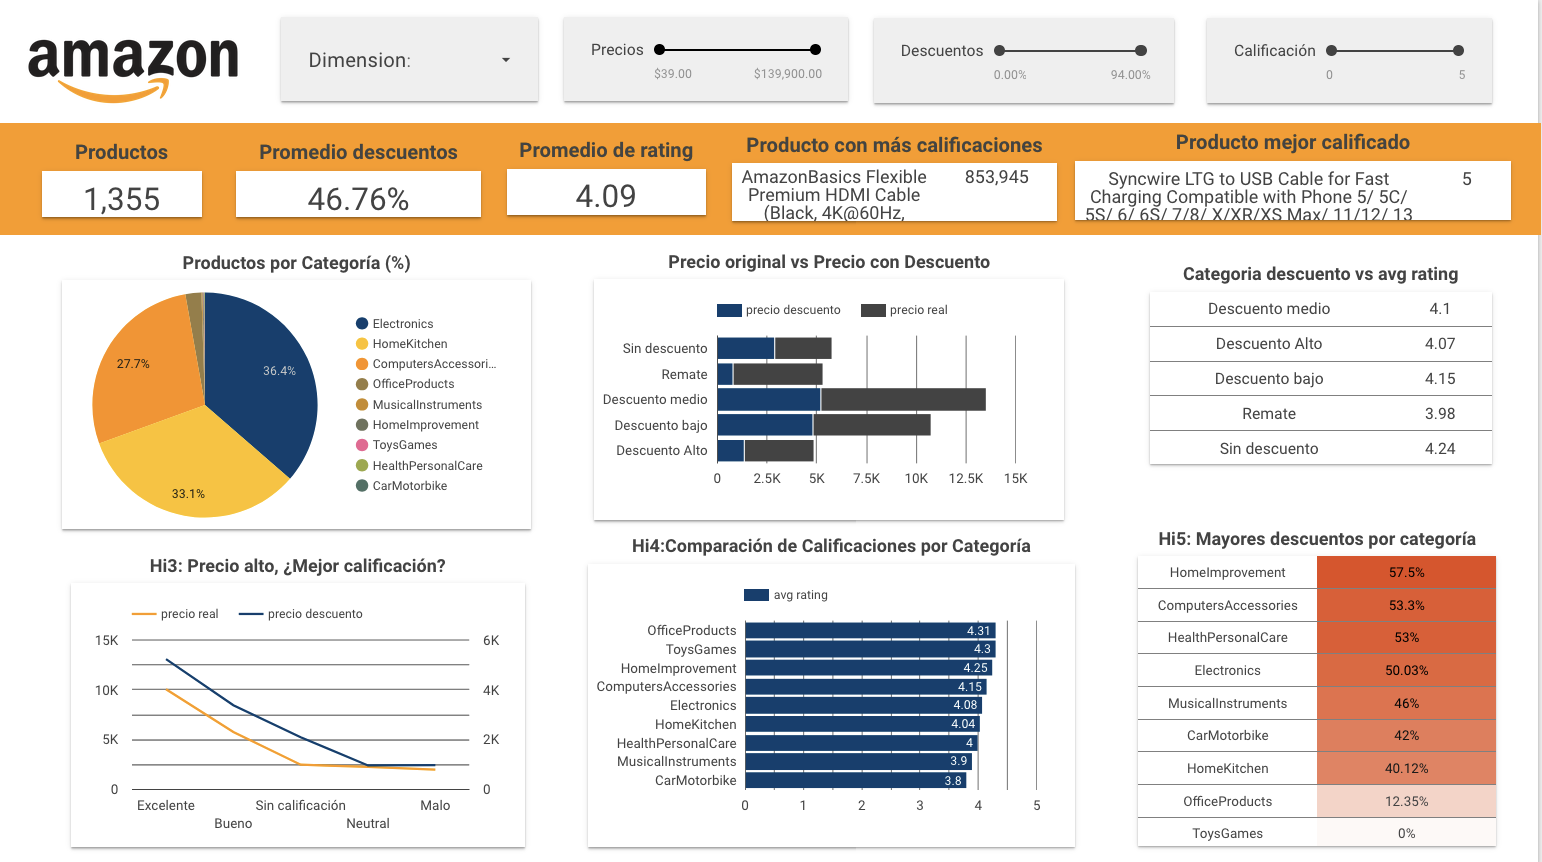 amazon
Dimension:
Precios
$39.00
$139,900.00
Descuentos
0.00%
94.00%
Calificación
0
5
Productos
1,355
Promedio descuentos
46.76%
Promedio de rating
4.09
Producto con más calificaciones
AmazonBasics Flexible 853,945
Premium HDMI Cable
(Black, 4K@60Hz,
Producto mejor calificado
Syncwire LTG to USB Cable for Fast 5
Charging Compatible with Phone 5/ 5C/
5S/ 6/ 6S/ 7/8/ X/XR/XS Max/ 11/12/ 13
Productos por Categoría (%)
36.4%
27.7%
33.1%
Electronics
HomeKitchen
ComputersAccessori...
OfficeProducts
MusicalInstruments
HomeImprovement
ToysGames
HealthPersonalCare
CarMotorbike
Precio original vs Precio con Descuento
precio descuento precio real
Sin descuento
Remate
Descuento medio
Descuento bajo
Descuento Alto
0 2.5K 5K 7.5K 10K 12.5K 15K
Categoria descuento vs avg rating
Descuento medio 4.1
Descuento Alto 4.07
Descuento bajo 4.15
Remate 3.98
Sin descuento 4.24
Hi3: Precio alto, ¿Mejor calificación?
precio real precio descuento
15K 6K
10K 4K
5K 2K
0 0
Excelente Sin calificación Malo
Bueno Neutral
Hi4:Comparación de Calificaciones por Categoría
avg rating
OfficeProducts 4.31
ToysGames 4.3
HomeImprovement 4.25
ComputersAccessories 4.15
Electronics 4.08
HomeKitchen 4.04
HealthPersonalCare 4
MusicalInstruments 3.9
CarMotorbike 3.8
0 1 2 3 4 5
Hi5: Mayores descuentos por categoría
HomeImprovement 57.5%
ComputersAccessories 53.3%
HealthPersonalCare 53%
Electronics 50.03%
MusicalInstruments 46%
CarMotorbike 42%
HomeKitchen 40.12%
OfficeProducts 12.35%
ToysGames 0%